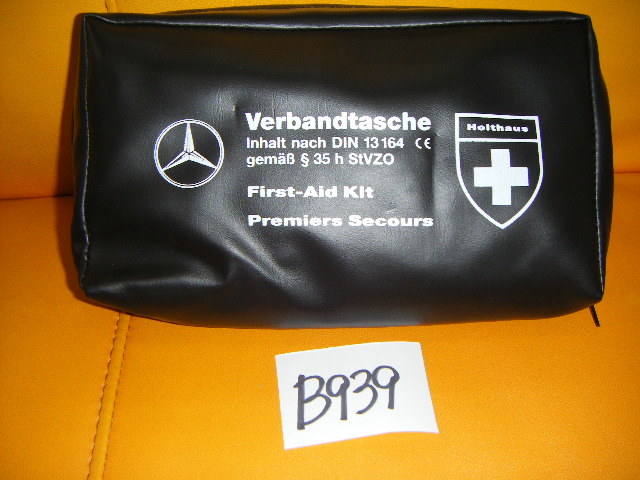 Verbandtasche
Inhalt nach DIN 13164 CE
gemäß § 35 h StVZO
First-Aid Kit
Premiers Secours
Holthaus
B939